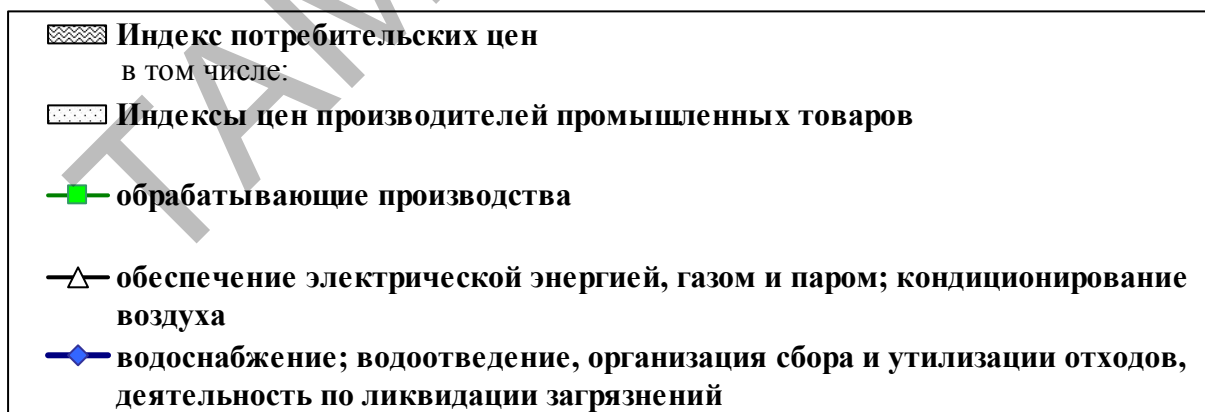 Индекс потребительских цен
в том числе:
Индексы цен производителей промышленных товаров
обрабатывающие производства
обеспечение электрической энергией, газом и паром; кондиционирование
воздуха
водоснабжение; водоотведение, организация сбора и утилизации отходов,
деятельность по ликвидации загрязнений